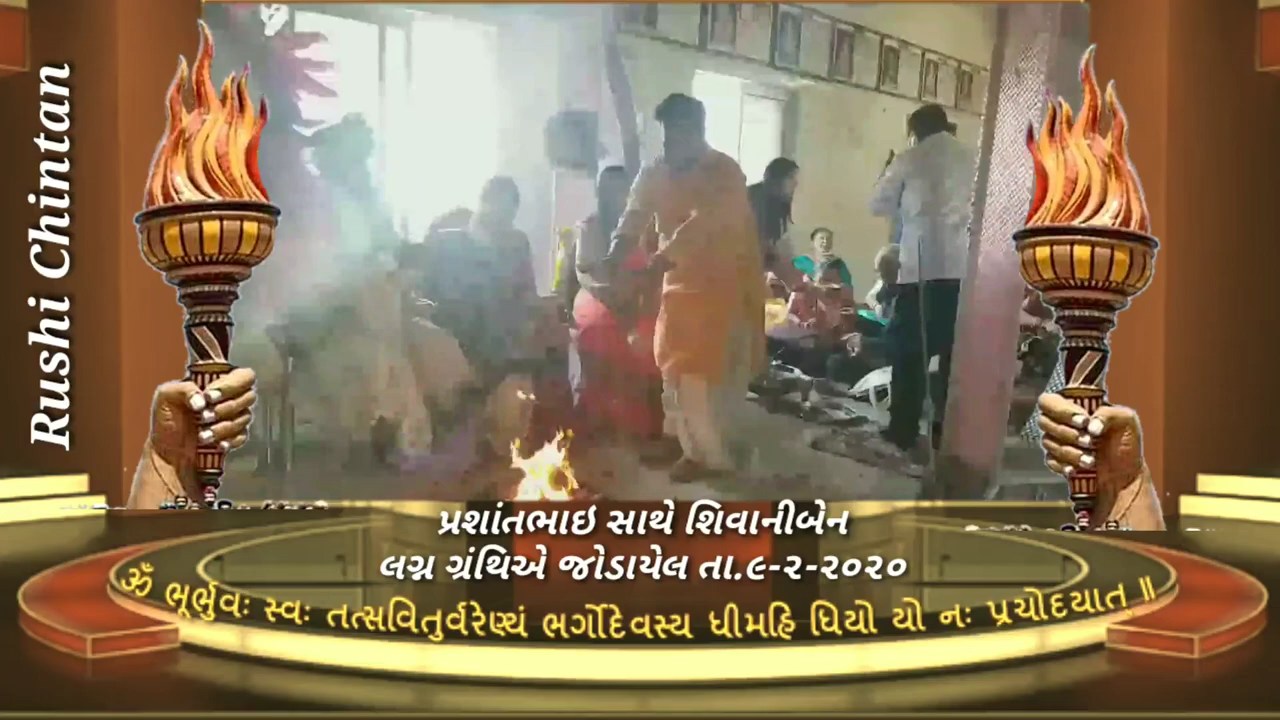 Rushi Chintan
પ્રશાંતભાઇ સાથે શિવાનીબેન
લગ્ન ગ્રંથિએ જોડાયેલ તા.૯-૨-૨૦૨૦
ૐ ભૂર્ભુવઃ સ્વઃ તત્સવિતુર્વરેણ્યં ભર્ગોદેવસ્ય ધીમહિ ધિયો યો નઃ પ્રચોદયાત ॥